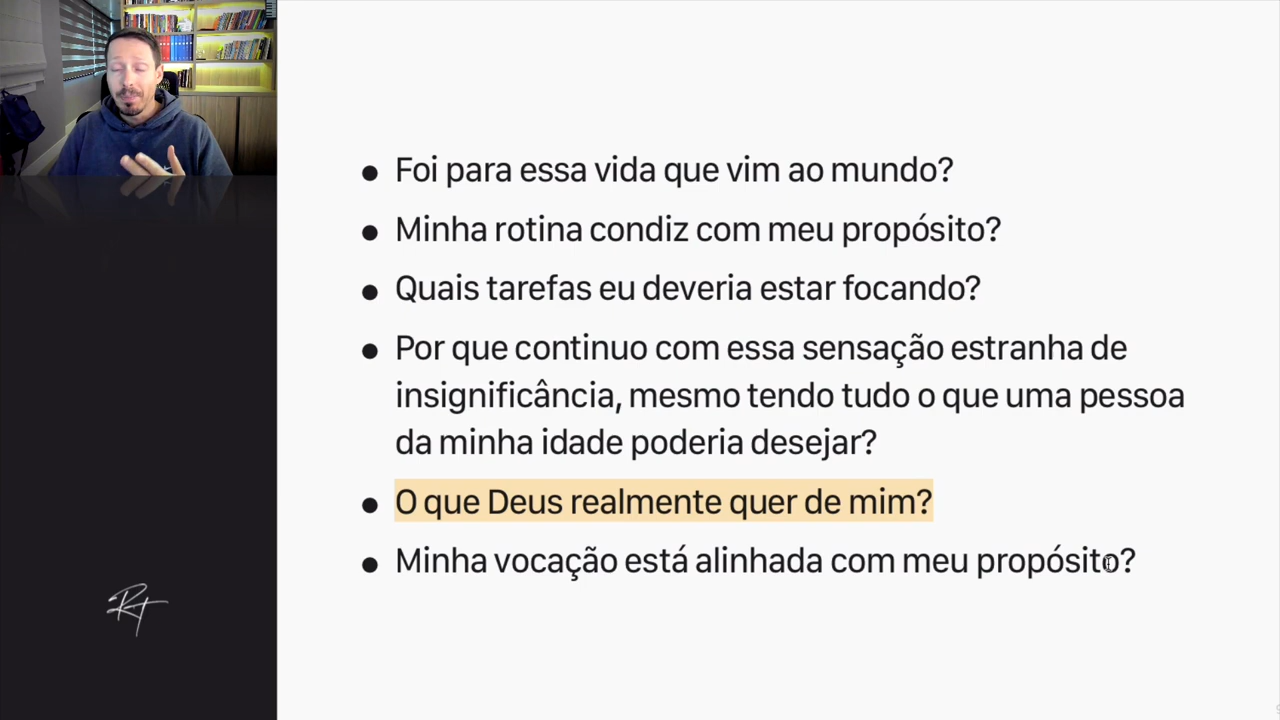 ● Foi para essa vida que vim ao mundo?
● Minha rotina condiz com meu propósito?
● Quais tarefas eu deveria estar focando?
● Por que continuo com essa sensação estranha de
insignificância, mesmo tendo tudo o que uma pessoa
da minha idade poderia desejar?
● O que Deus realmente quer de mim?
● Minha vocação está alinhada com meu propósito?
RT